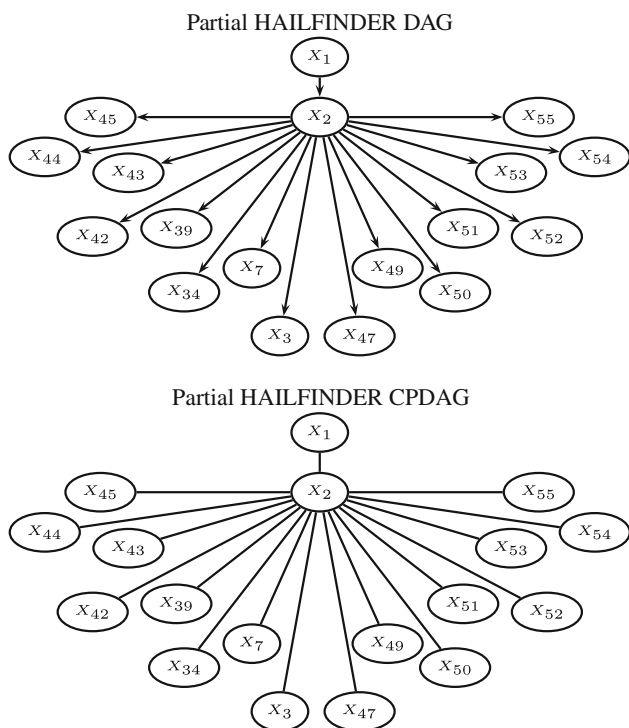 Partial HAILFINDER DAG
X₁
X₄₅ X₂ X₅₅
X₄₄ X₄₃ X₅₃ X₅₄
X₄₂ X₃₉ X₅₁ X₅₂
X₃₄ X₇ X₄₉ X₅₀
X₃ X₄₇
Partial HAILFINDER CPDAG
X₁
X₄₅ X₂ X₅₅
X₄₄ X₄₃ X₅₃ X₅₄
X₄₂ X₃₉ X₅₁ X₅₂
X₃₄ X₇ X₄₉ X₅₀
X₃ X₄₇